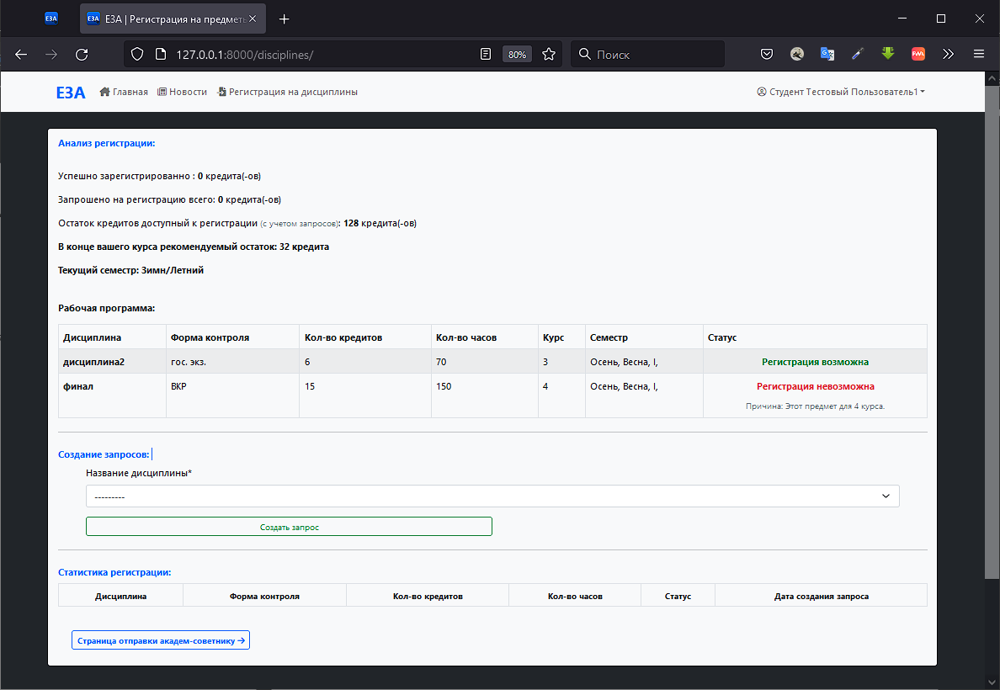 E3A
E3A E3A | Регистрация на предметь
127.0.0.1:8000/disciplines/ 80% Поиск
E3A Главная Новости Регистрация на дисциплины Студент Тестовый Пользователь1
Анализ регистрации:
Успешно зарегистрированно : 0 кредита(-ов)
Запрошено на регистрацию всего: 0 кредита(-ов)
Остаток кредитов доступный к регистрации (с учетом запросов): 128 кредита(-ов)
В конце вашего курса рекомендуемый остаток: 32 кредита
Текущий семестр: Зимн/Летний
Рабочая программа:
Дисциплина Форма контроля Кол-во кредитов Кол-во часов Курс Семестр Статус
дисциплина2 гос. экз. 6 70 3 Осень, Весна, I, Регистрация возможна
финал ВКР 15 150 4 Осень, Весна, I, Регистрация невозможна
Причина: Этот предмет для 4 курса.
Создание запросов:
Название дисциплины*
---------
Создать запрос
Статистика регистрации:
Дисциплина Форма контроля Кол-во кредитов Кол-во часов Статус Дата создания запроса
Страница отправки академ-советнику →